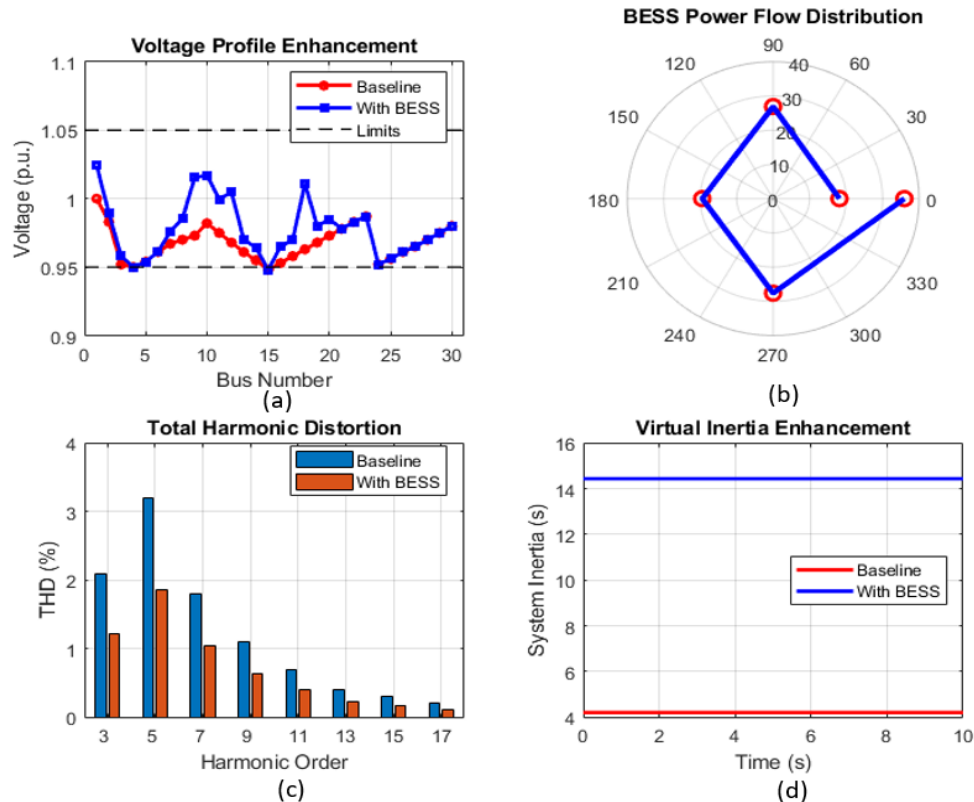 Voltage Profile Enhancement
1.1
1.05
1
0.95
0.9
Voltage (p.u.)
Baseline
With BESS
Limits
0 5 10 15 20 25 30
Bus Number
(a)
BESS Power Flow Distribution
90
120 60
150 30
180 0
210 330
240 300
270
40
30
20
10
0
(b)
Total Harmonic Distortion
4
3
2
1
0
THD (%)
Baseline
With BESS
3 5 7 9 11 13 15 17
Harmonic Order
(c)
Virtual Inertia Enhancement
16
14
12
10
8
6
4
System Inertia (s)
Baseline
With BESS
0 2 4 6 8 10
Time (s)
(d)